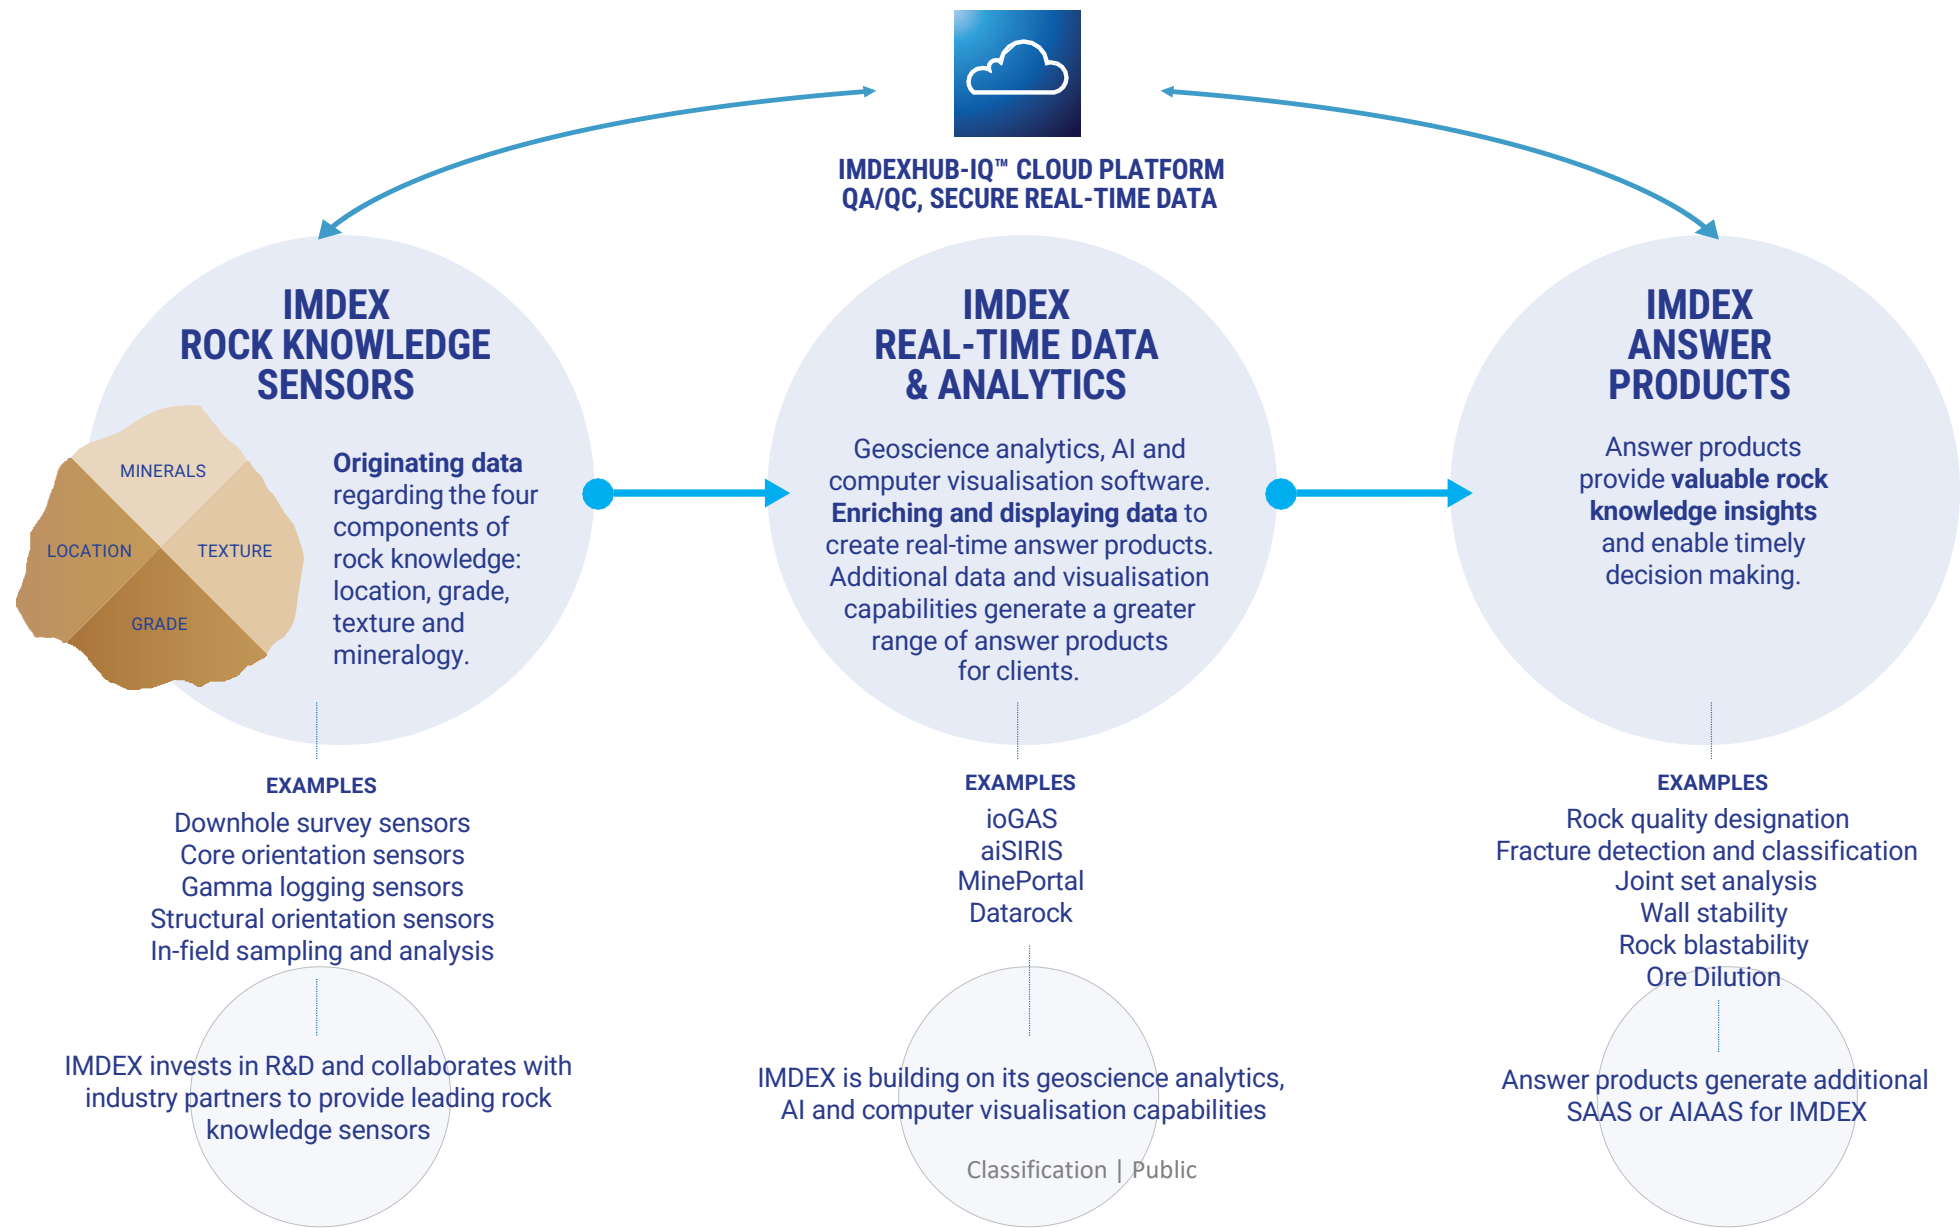 IMDEXHUB-IQ™ CLOUD PLATFORM
QA/QC, SECURE REAL-TIME DATA
IMDEX
ROCK KNOWLEDGE
SENSORS
MINERALS
LOCATION
TEXTURE
GRADE
Originating data
regarding the four
components of
rock knowledge:
location, grade,
texture and
mineralogy.
EXAMPLES
Downhole survey sensors
Core orientation sensors
Gamma logging sensors
Structural orientation sensors
In-field sampling and analysis
IMDEX invests in R&D and collaborates with
industry partners to provide leading rock
knowledge sensors
IMDEX
REAL-TIME DATA
& ANALYTICS
Geoscience analytics, AI and
computer visualisation software.
Enriching and displaying data to
create real-time answer products.
Additional data and visualisation
capabilities generate a greater
range of answer products
for clients.
EXAMPLES
ioGAS
aiSIRIS
MinePortal
Datarock
IMDEX is building on its geoscience analytics,
AI and computer visualisation capabilities
IMDEX
ANSWER
PRODUCTS
Answer products
provide valuable rock
knowledge insights
and enable timely
decision making.
EXAMPLES
Rock quality designation
Fracture detection and classification
Joint set analysis
Wall stability
Rock blastability
Ore Dilution
Answer products generate additional
SAAS or AIAAS for IMDEX
Classification | Public